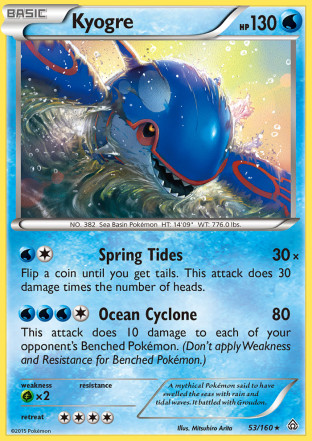 BASIC
Kyogre
HP 130
NO. 382 Sea Basin Pokémon HT: 14'09" WT: 776.0 lbs.
Spring Tides 30×
Flip a coin until you get tails. This attack does 30
damage times the number of heads.
Ocean Cyclone 80
This attack does 10 damage to each of your
opponent's Benched Pokémon. (Don't apply Weakness
and Resistance for Benched Pokémon.)
weakness resistance
×2
retreat
A mythical Pokémon said to have
swelled the seas with rain and
tidal waves. It battled with Groudon.
Illus. Mitsuhiro Arita
53/160 ★
©2015 Pokémon